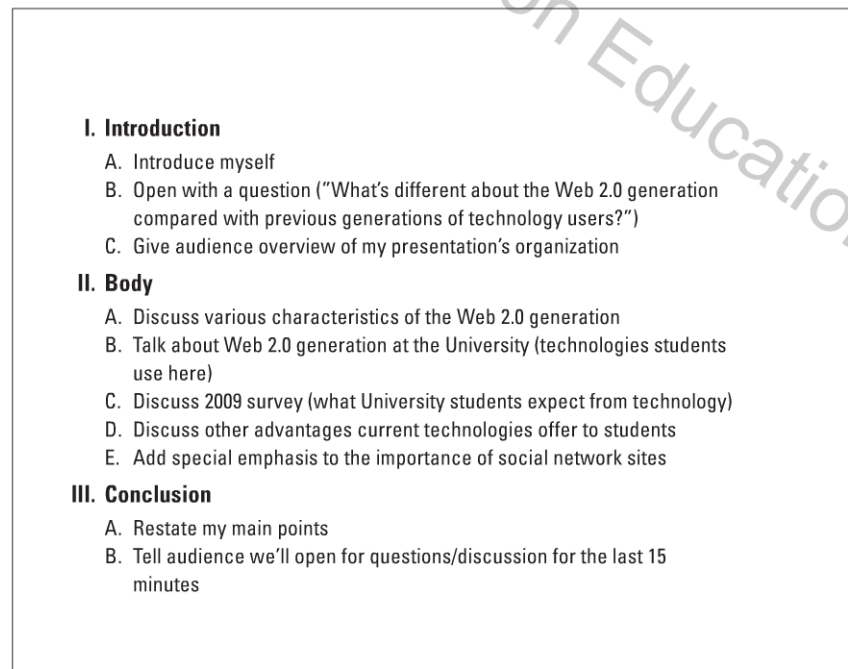 on Education
I. Introduction
A. Introduce myself
B. Open with a question ("What's different about the Web 2.0 generation
compared with previous generations of technology users?")
C. Give audience overview of my presentation's organization
II. Body
A. Discuss various characteristics of the Web 2.0 generation
B. Talk about Web 2.0 generation at the University (technologies students
use here)
C. Discuss 2009 survey (what University students expect from technology)
D. Discuss other advantages current technologies offer to students
E. Add special emphasis to the importance of social network sites
III. Conclusion
A. Restate my main points
B. Tell audience we'll open for questions/discussion for the last 15
minutes